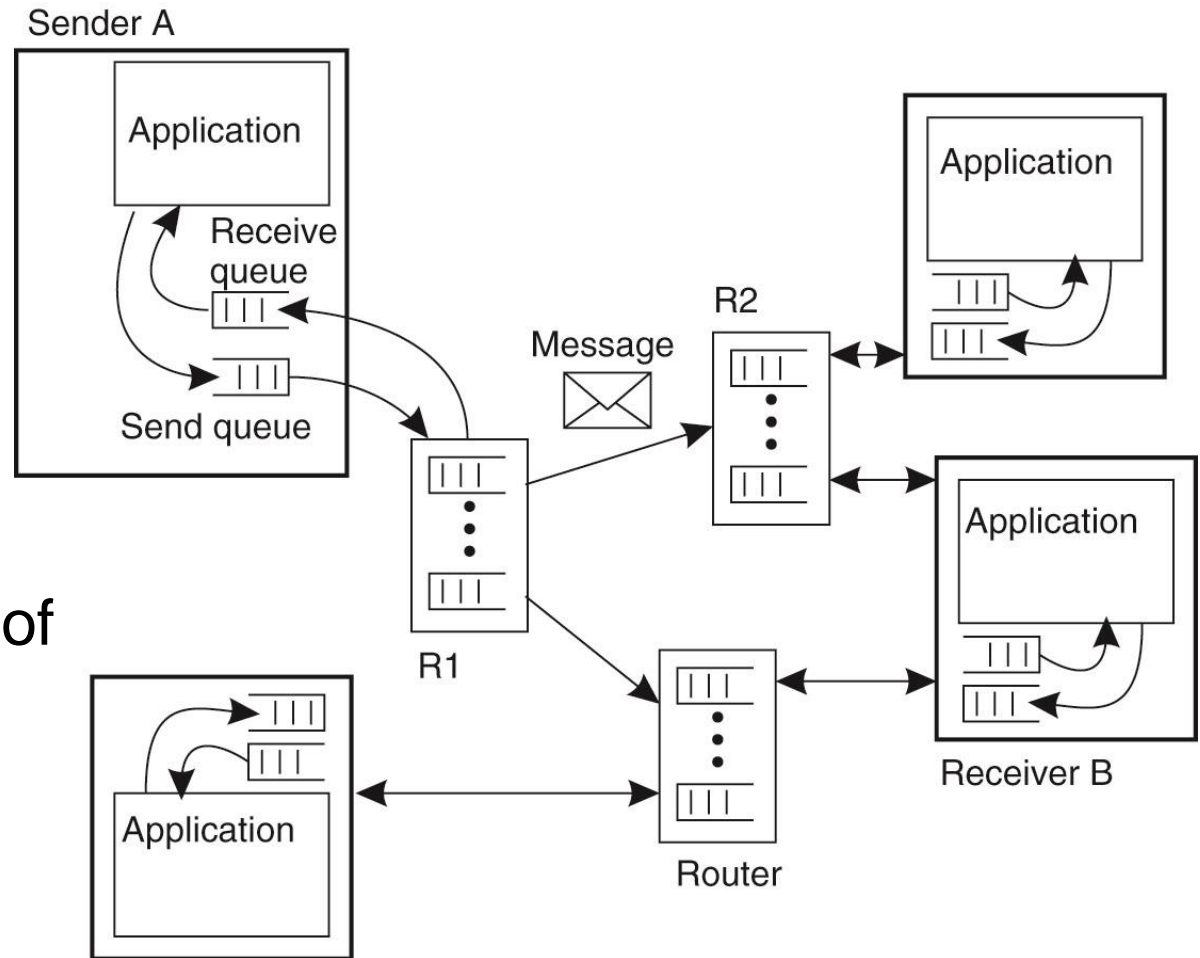 Sender A
Application
Receive
queue
Send queue
Application
R2
Message
Application
of
R1
Receiver B
Application
Router